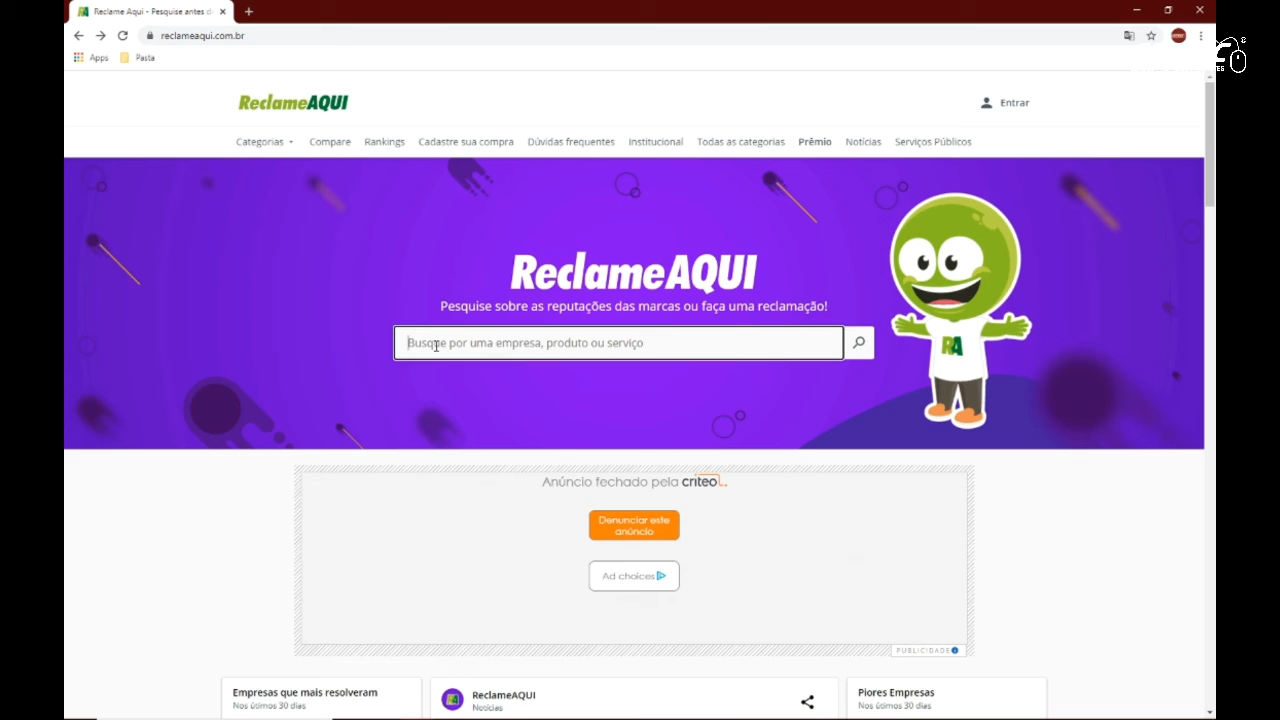 Reclame Aqui - Pesquise antes d
reclameaqui.com.br
Apps
Pasta
ReclameAQUI
Entrar
Categorias
Compare
Rankings
Cadastre sua compra
Dúvidas frequentes
Institucional
Todas as categorias
Prêmio
Notícias
Serviços Públicos
ReclameAQUI
Pesquise sobre as reputações das marcas ou faça uma reclamação!
Busque por uma empresa, produto ou serviço
RA
Anúncio fechado pela criteo
Denunciar este
anúncio
Ad choices
PUBLICIDADE
Empresas que mais resolveram
Nos útimos 30 dias
ReclameAQUI
Notícias
Piores Empresas
Nos útimos 30 dias